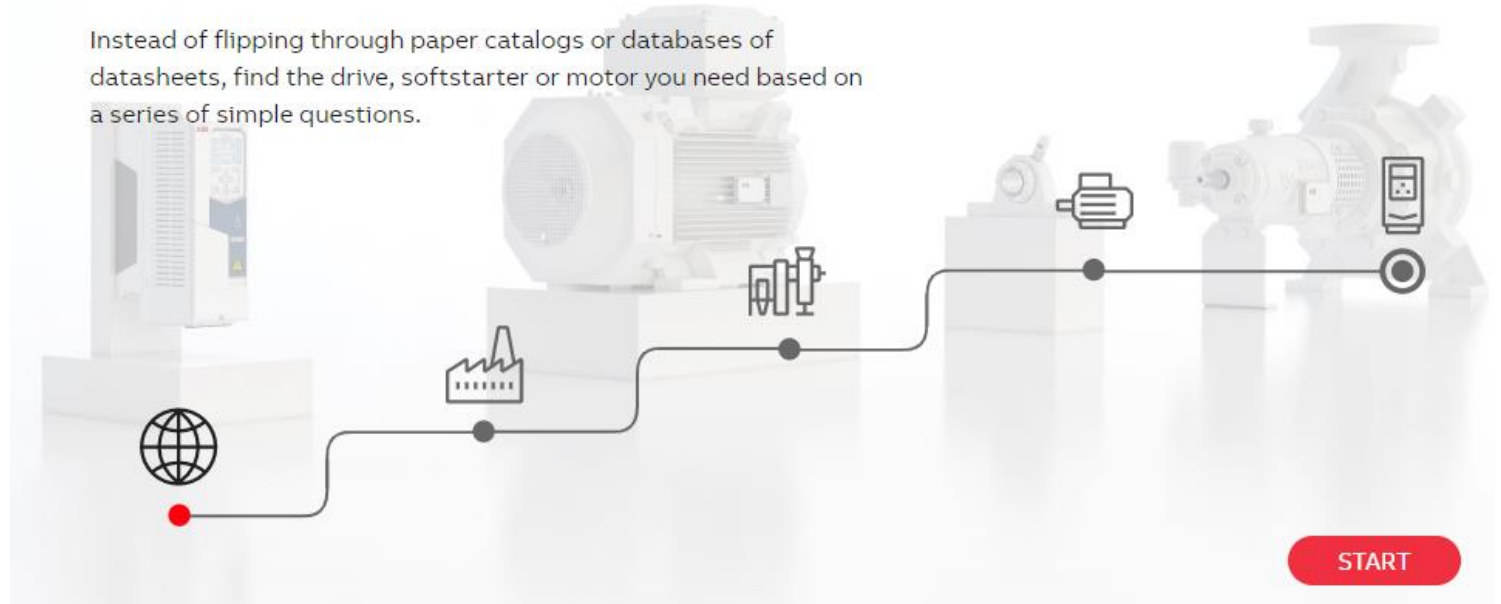 Instead of flipping through paper catalogs or databases of
datasheets, find the drive, softstarter or motor you need based on
a series of simple questions.
ABB
START